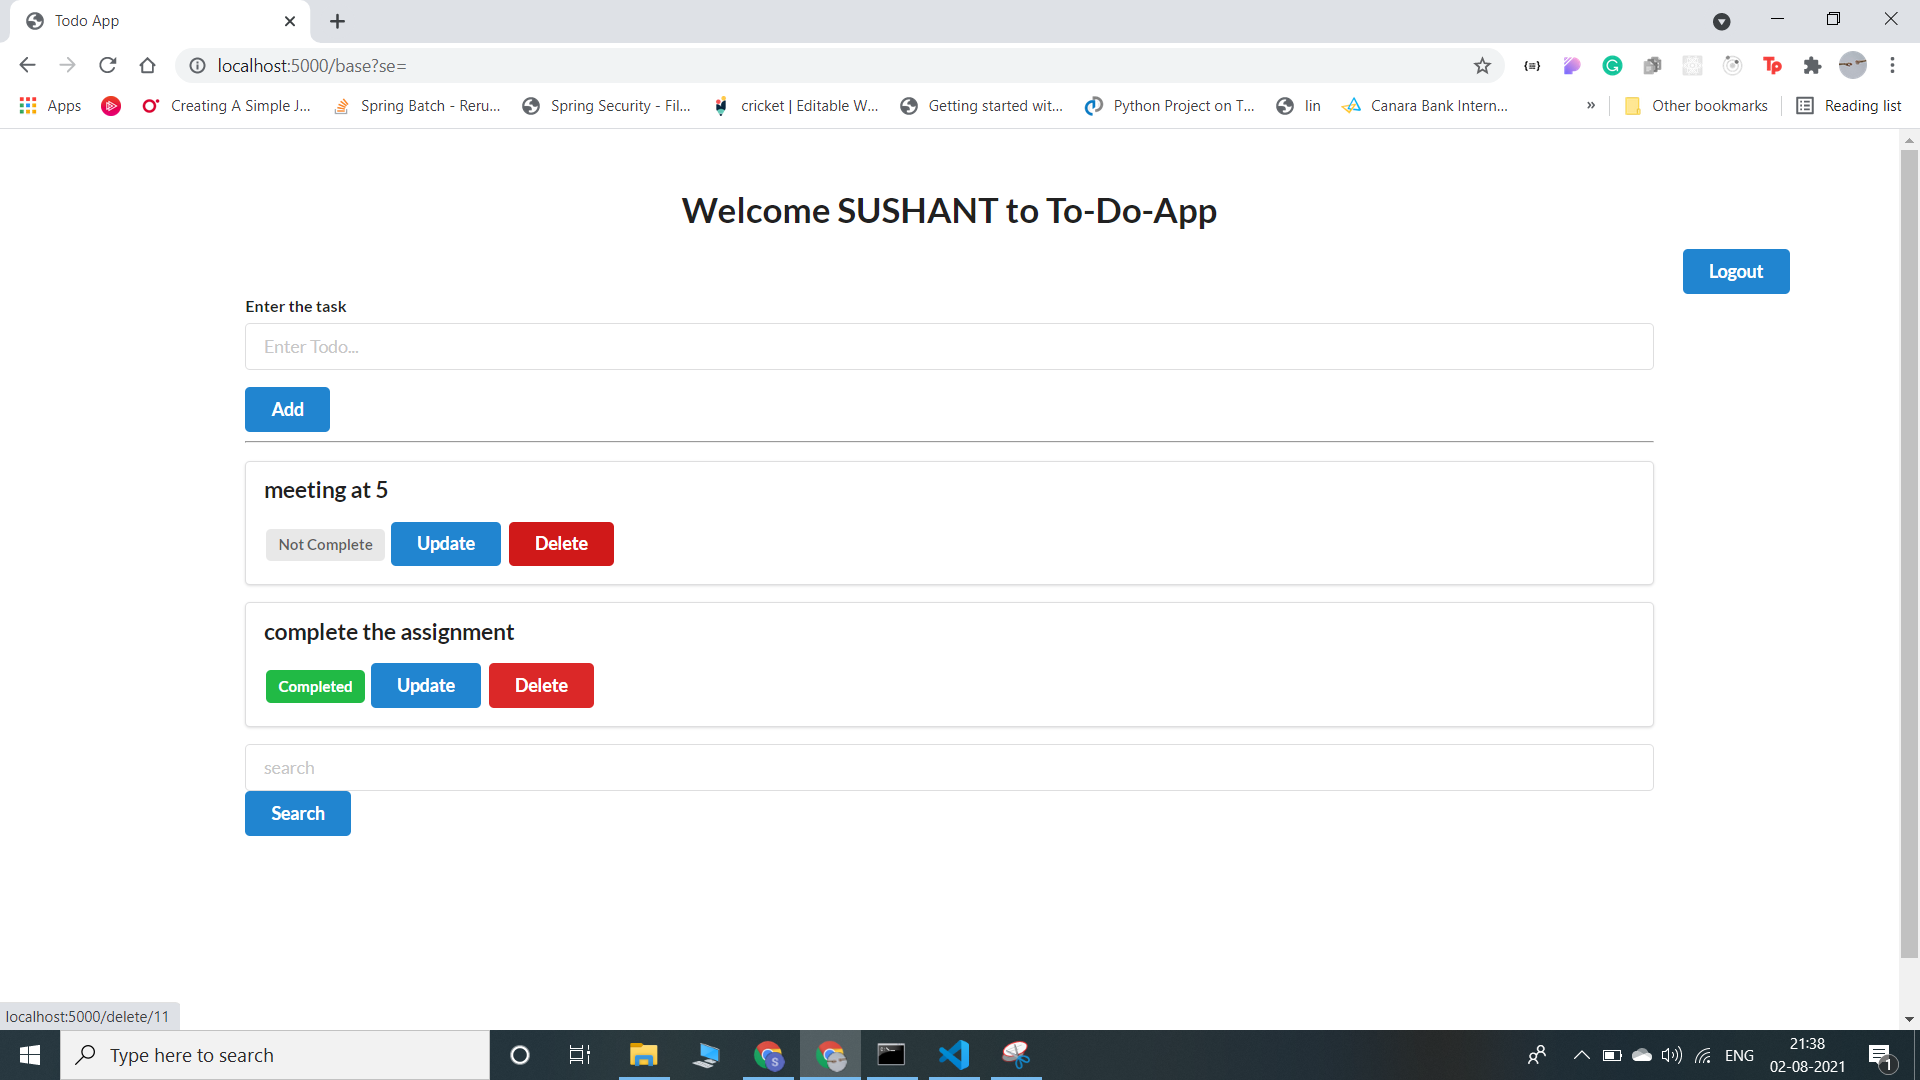 Todo App
localhost:5000/base?se=
Apps
Creating A Simple J...
Spring Batch - Reru...
Spring Security - Fil...
cricket | Editable W...
Getting started wit...
Python Project on T...
lin
Canara Bank Intern...
»
Other bookmarks
Reading list
Welcome SUSHANT to To-Do-App
Logout
Enter the task
Enter Todo...
Add
meeting at 5
Not Complete
Update
Delete
complete the assignment
Completed
Update
Delete
search
Search
localhost:5000/delete/11
Type here to search
ENG
21:38
02-08-2021
1